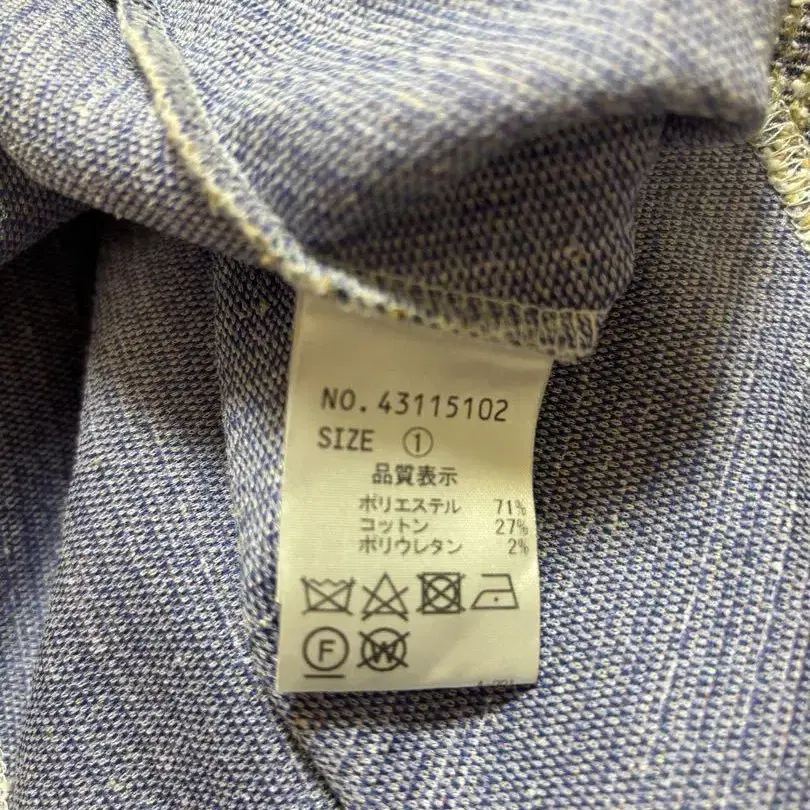 NO. 43115102
SIZE ①
品質表示
ポリエステル 71%
コットン 27%
ポリウレタン 2%
F W